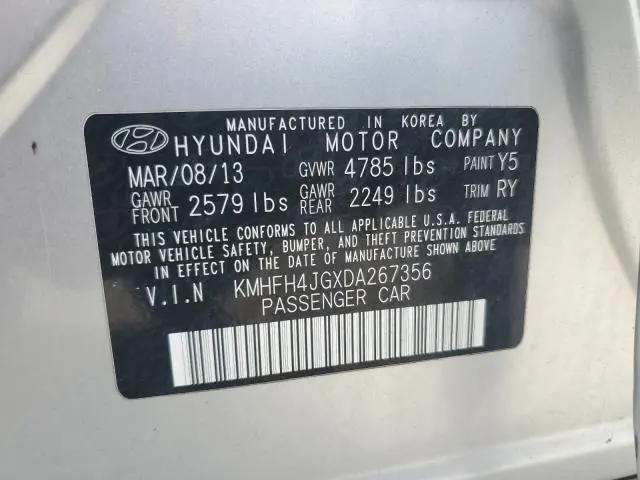 MANUFACTURED IN KOREA BY
HYUNDAI MOTOR COMPANY
MAR/08/13 GVWR 4785 lbs PAINT Y5
GAWR FRONT 2579 lbs GAWR REAR 2249 lbs TRIM RY
THIS VEHICLE CONFORMS TO ALL APPLICABLE U.S.A. FEDERAL
MOTOR VEHICLE SAFETY, BUMPER, AND THEFT PREVENTION STANDARDS
IN EFFECT ON THE DATE OF MANUFACTURE SHOWN ABOVE
V.I.N KMHFH4JGXDA267356
PASSENGER CAR